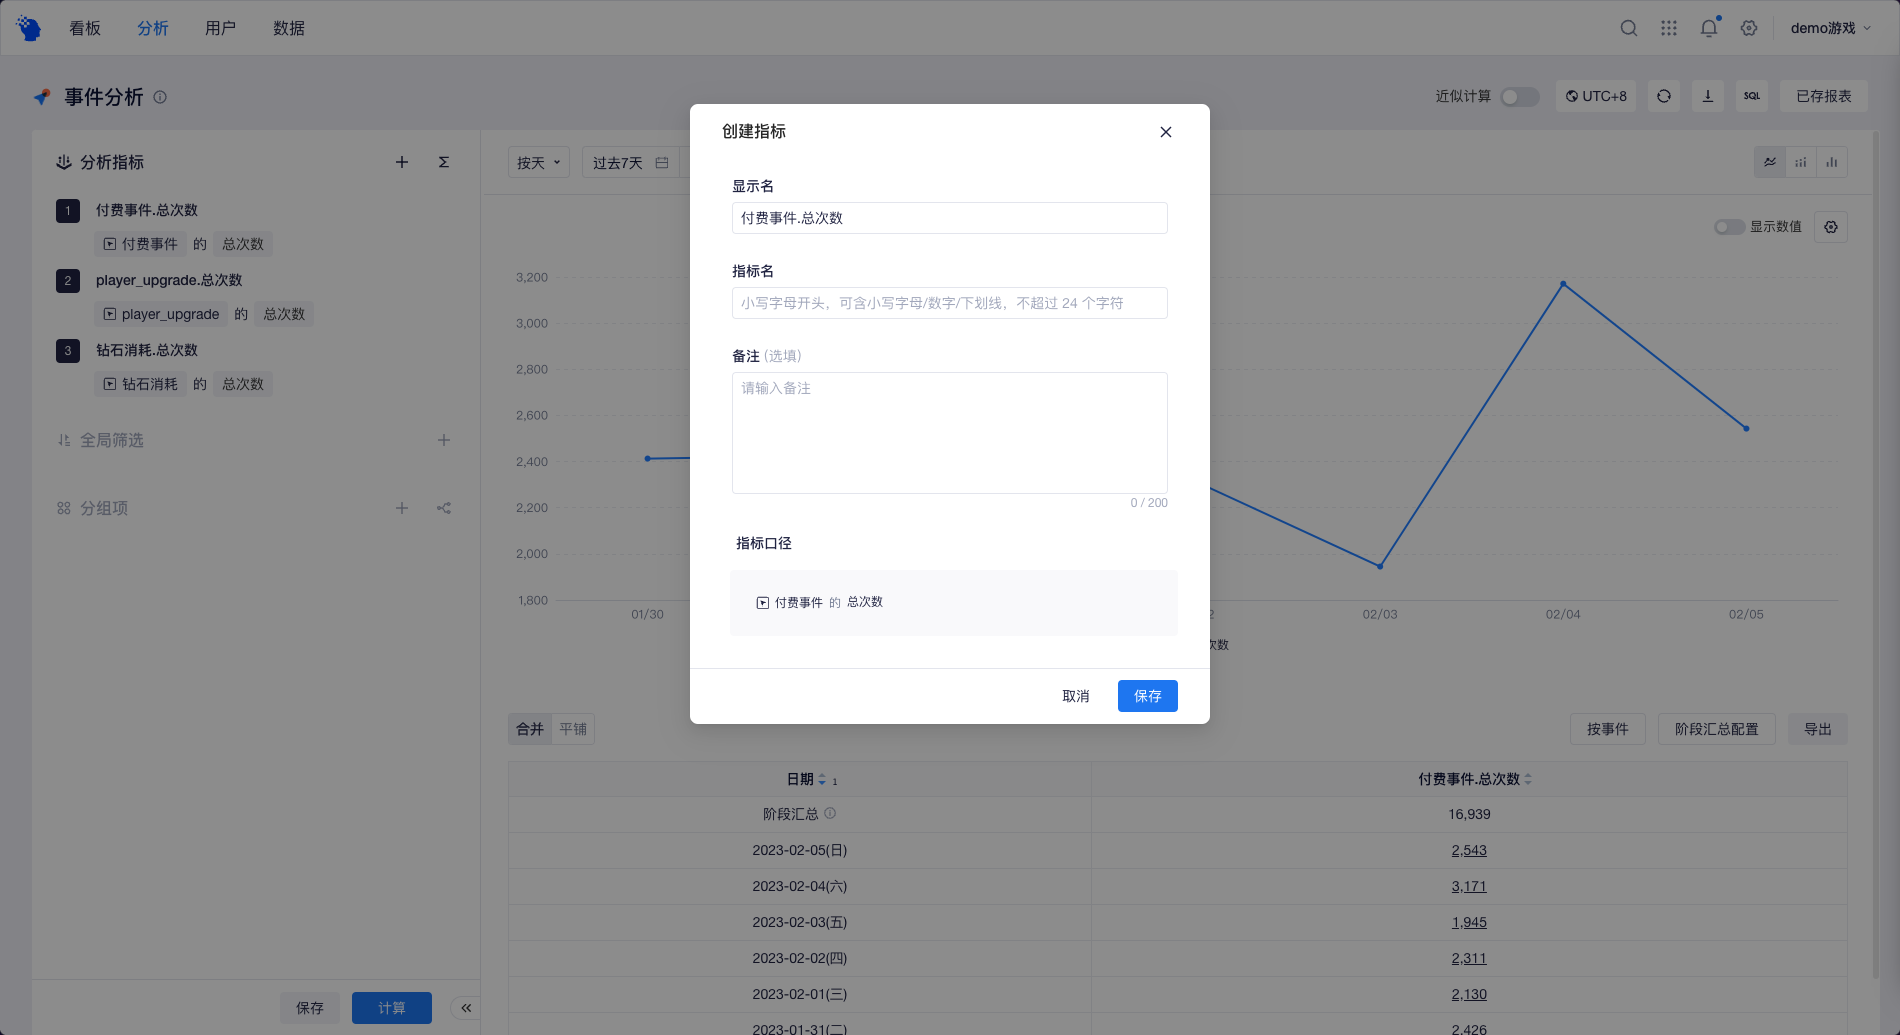 看板 分析 用户 数据 demo游戏
事件分析 近似计算 UTC+8 SQL 已存报表
分析指标
1 付费事件.总次数
付费事件 的 总次数
2 player_upgrade.总次数
player_upgrade 的 总次数
3 钻石消耗.总次数
钻石消耗 的 总次数
全局筛选
分组项
保存 计算
按天 过去7天
显示数值
3,200
3,000
2,800
2,600
2,400
2,200
2,000
1,800
01/30 2 02/03 02/04 02/05
次数
创建指标
显示名
付费事件.总次数
指标名
小写字母开头，可含小写字母/数字/下划线，不超过 24 个字符
备注 (选填)
请输入备注
0 / 200
指标口径
付费事件 的 总次数
取消 保存
合并 平铺 按事件 阶段汇总配置 导出
日期 1 付费事件.总次数
阶段汇总 16,939
2023-02-05(日) 2,543
2023-02-04(六) 3,171
2023-02-03(五) 1,945
2023-02-02(四) 2,311
2023-02-01(三) 2,130
2023-01-31(二) 2,426